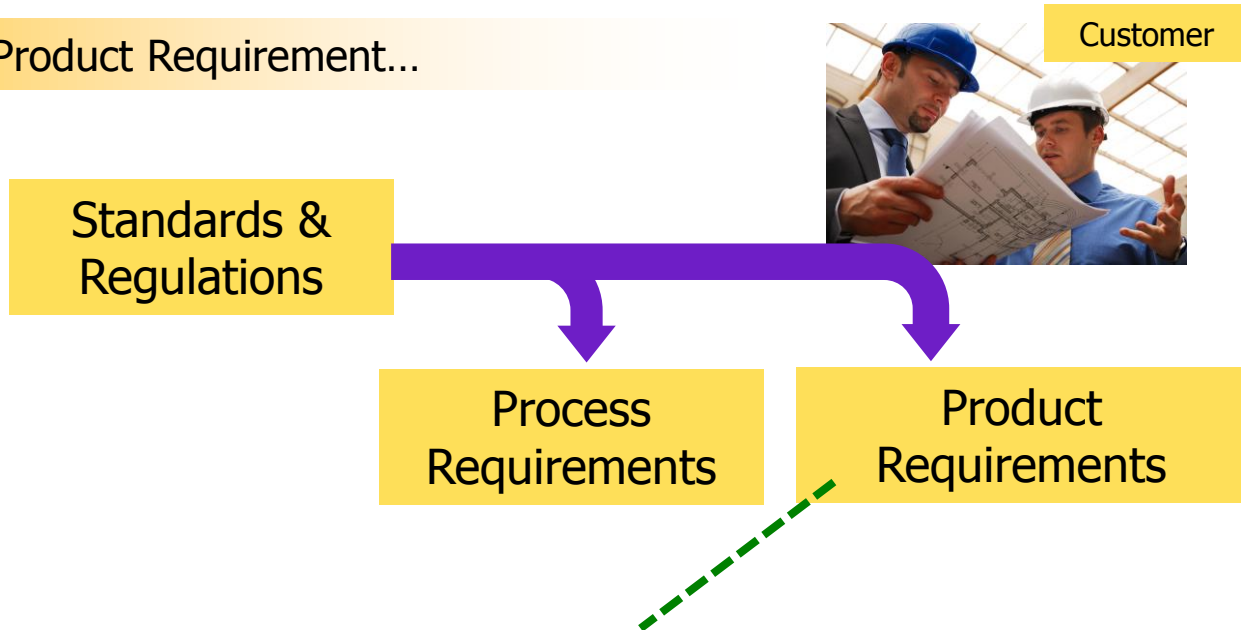 Product Requirement…
Customer
Standards &
Regulations
Process
Requirements
Product
Requirements